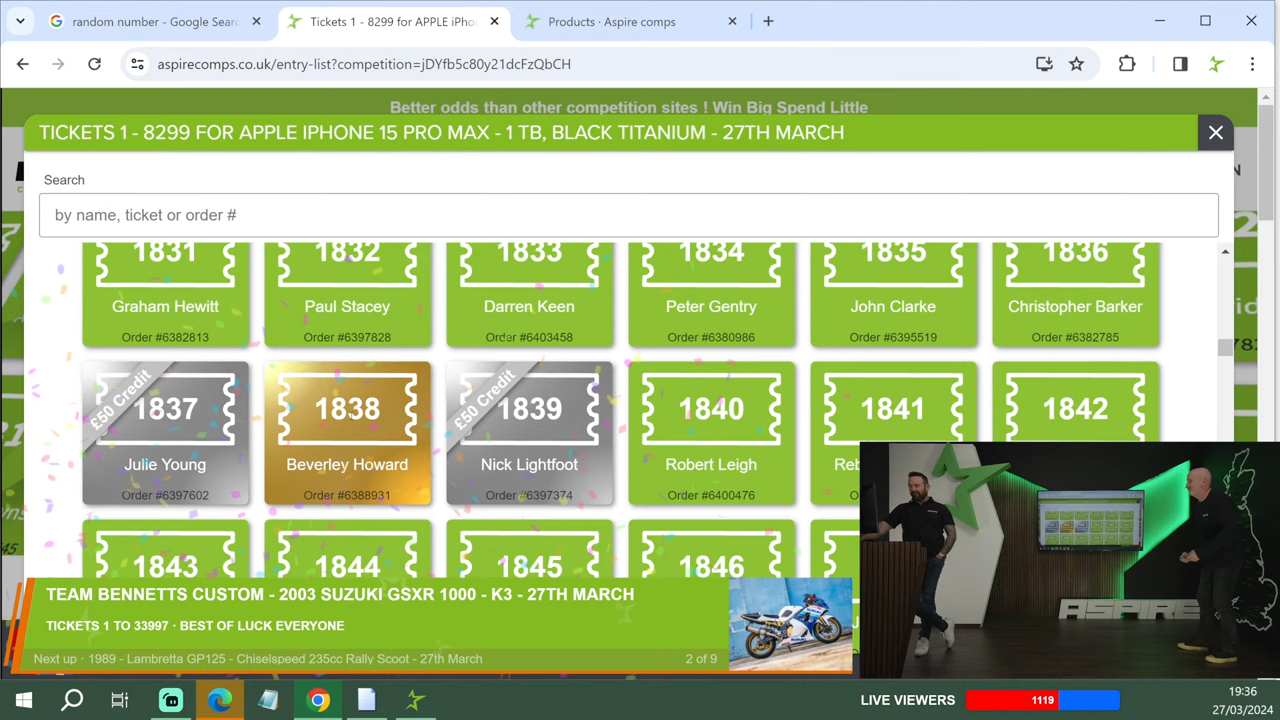 random number - Google Searc
Tickets 1 - 8299 for APPLE iPho
Products · Aspire comps
aspirecomps.co.uk/entry-list?competition=jDYfb5c80y21dcFzQbCH
Better odds than other competition sites ! Win Big Spend Little
TICKETS 1 - 8299 FOR APPLE IPHONE 15 PRO MAX - 1 TB, BLACK TITANIUM - 27TH MARCH
Search
by name, ticket or order #
1831 1832 1833 1834 1835 1836
Graham Hewitt Paul Stacey Darren Keen Peter Gentry John Clarke Christopher Barker
Order #6382813 Order #6397828 Order #6403458 Order #6380986 Order #6395519 Order #6382785
£50 Credit £50 Credit
1837 1838 1839 1840 1841 1842
Julie Young Beverley Howard Nick Lightfoot Robert Leigh Reb
Order #6397602 Order #6388931 Order #6397374 Order #6400476
1843 1844 1845 1846
TEAM BENNETTS CUSTOM - 2003 SUZUKI GSXR 1000 - K3 - 27TH MARCH
TICKETS 1 TO 33997 · BEST OF LUCK EVERYONE
Next up · 1989 - Lambretta GP125 - Chiselspeed 235cc Rally Scoot - 27th March 2 of 9
ASPIRE
LIVE VIEWERS 1119
19:36
27/03/2024